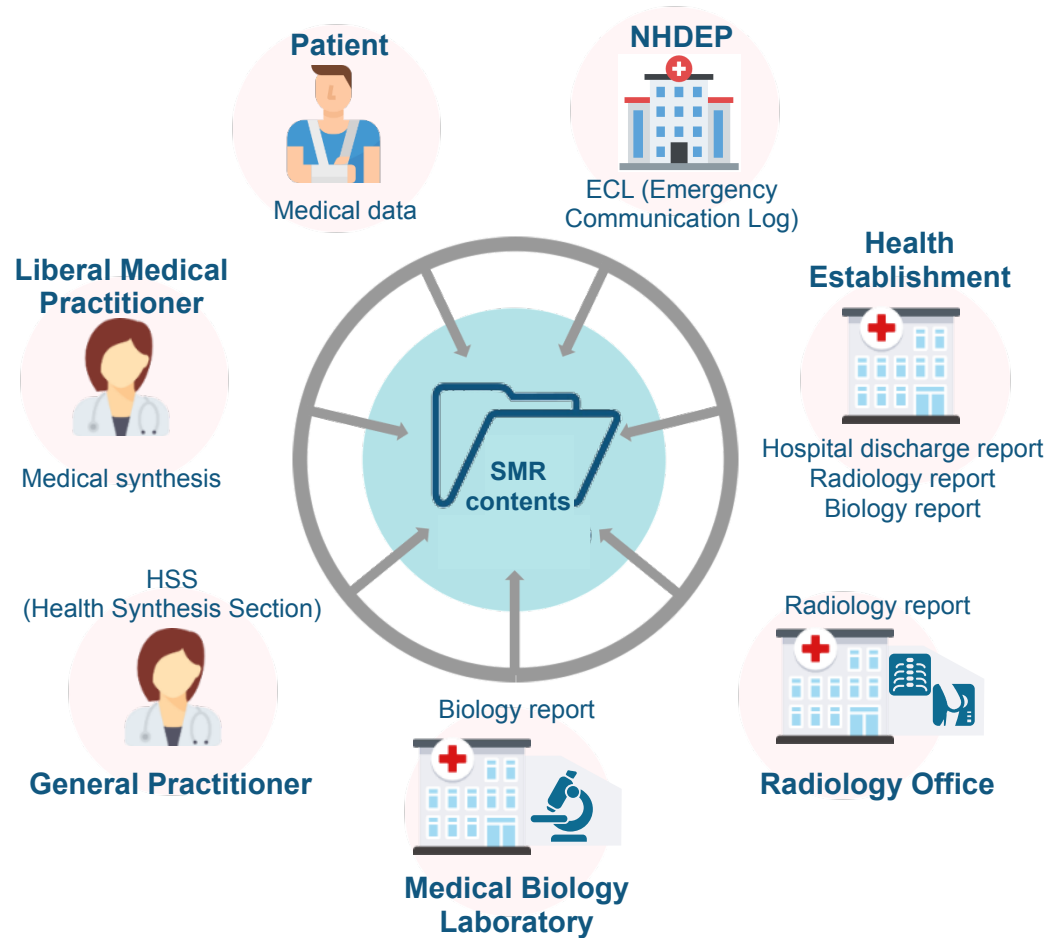 Patient
Medical data
NHDEP
ECL (Emergency
Communication Log)
Health
Establishment
Hospital discharge report
Radiology report
Biology report
Liberal Medical
Practitioner
Medical synthesis
SMR
contents
HSS
(Health Synthesis Section)
General Practitioner
Biology report
Medical Biology
Laboratory
Radiology report
Radiology Office